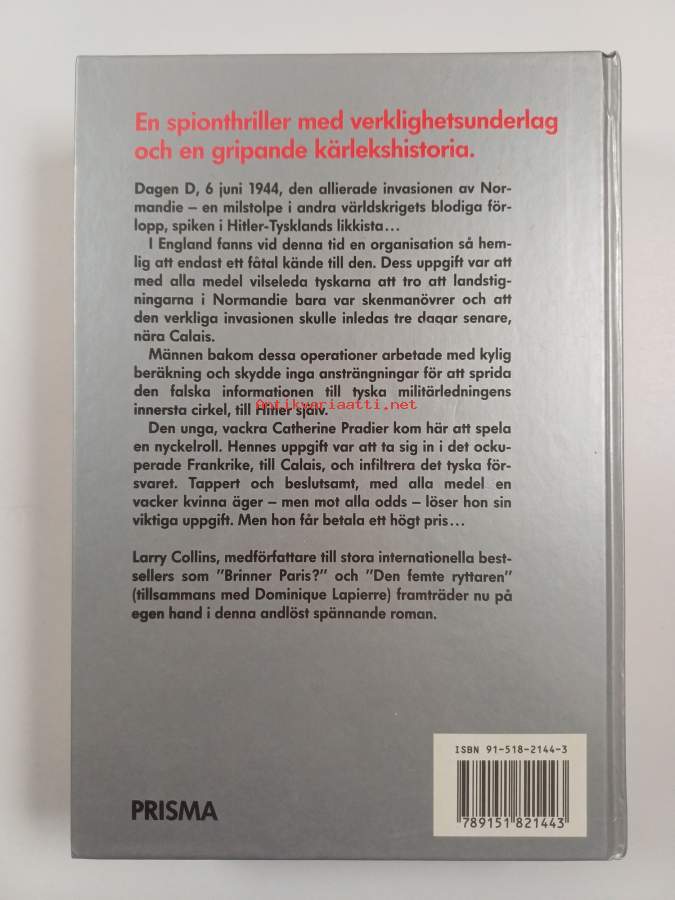 En spionthriller med verklighetsunderlag
och en gripande kärlekshistoria.
Dagen D, 6 juni 1944, den allierade invasionen av Nor-
mandie – en milstolpe i andra världskrigets blodiga för-
lopp, spiken i Hitler-Tysklands likkista…
I England fanns vid denna tid en organisation så hem-
lig att endast ett fåtal kände till den. Dess uppgift var att
med alla medel vilseleda tyskarna att tro att landstig-
ningarna i Normandie bara var skenmanövrer och att
den verkliga invasionen skulle inledas tre dagar senare,
nära Calais.
Männen bakom dessa operationer arbetade med kylig
beräkning och skydde inga ansträngningar för att sprida
den falska informationen till tyska militärledningens
innersta cirkel, till Hitler själv.
Antikvariaatti.net
Den unga, vackra Catherine Pradier kom här att spela
en nyckelroll. Hennes uppgift var att ta sig in i det ocku-
perade Frankrike, till Calais, och infiltrera det tyska för-
svaret. Tappert och beslutsamt, med alla medel en
vacker kvinna äger – men mot alla odds – löser hon sin
viktiga uppgift. Men hon får betala ett högt pris…
Larry Collins, medförfattare till stora internationella best-
sellers som ”Brinner Paris?” och ”Den femte ryttaren”
(tillsammans med Dominique Lapierre) framträder nu på
egen hand i denna andlöst spännande roman.
ISBN 91-518-2144-3
789151 821443
PRISMA